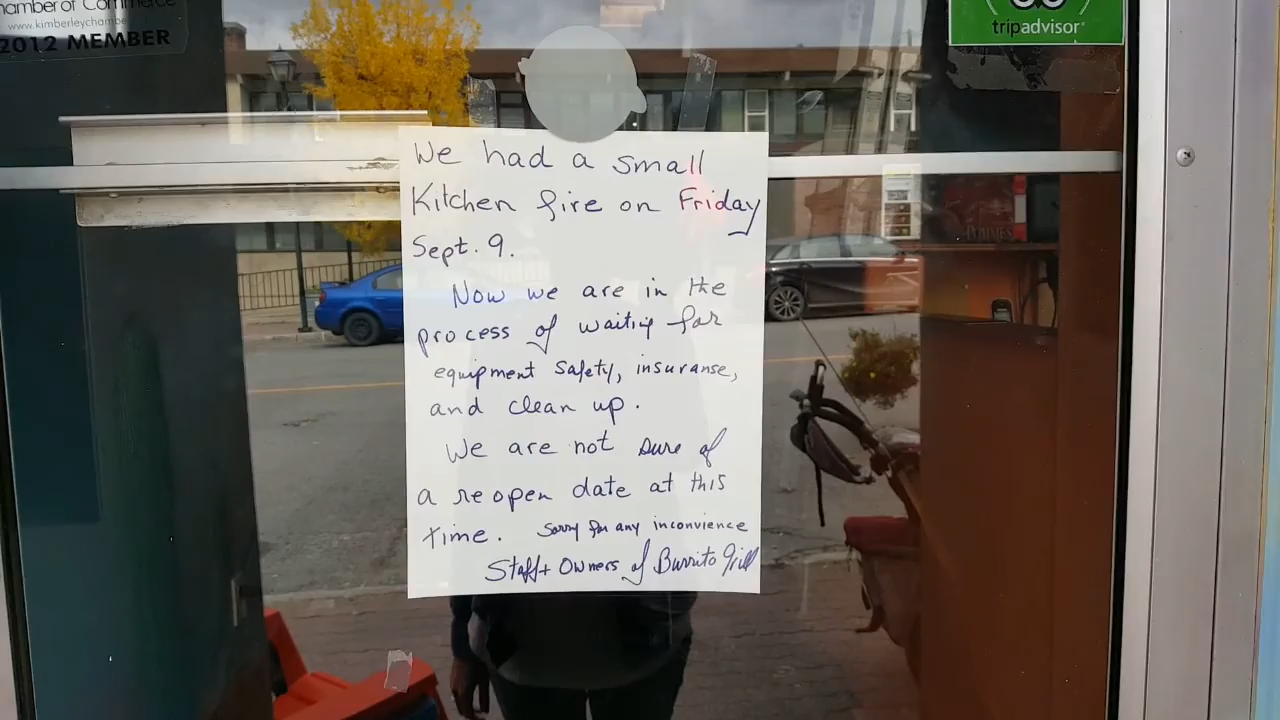 hamber of Commerce
www.kimberleychambe
2012 MEMBER
tripadvisor
We had a small
Kitchen fire on Friday
Sept. 9.
Now we are in the
process of waiting for
equipment safety, insuranse,
and clean up.
We are not sure of
a reopen date at this
time. Sorry for any inconvience
Staff + Owners of Burrito Grill